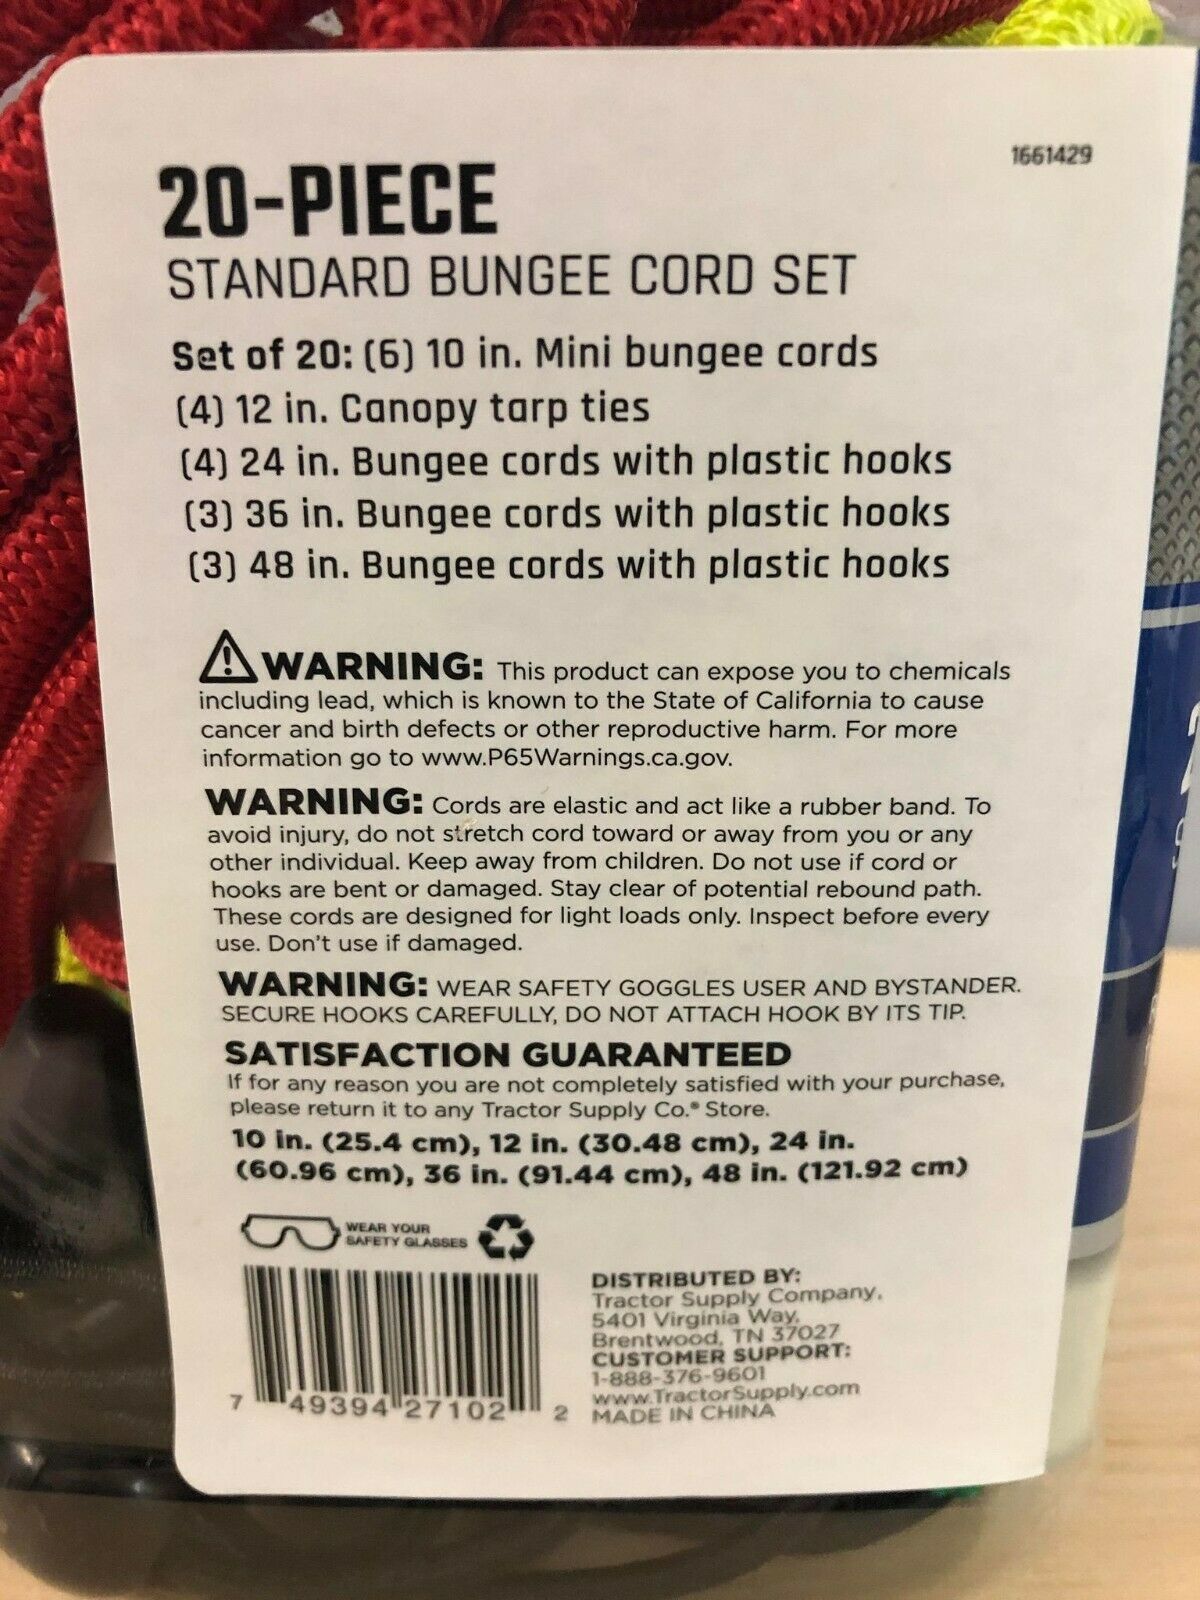 1661429
20-PIECE
STANDARD BUNGEE CORD SET
Set of 20: (6) 10 in. Mini bungee cords
(4) 12 in. Canopy tarp ties
(4) 24 in. Bungee cords with plastic hooks
(3) 36 in. Bungee cords with plastic hooks
(3) 48 in. Bungee cords with plastic hooks
WARNING: This product can expose you to chemicals
including lead, which is known to the State of California to cause
cancer and birth defects or other reproductive harm. For more
information go to www.P65Warnings.ca.gov.
WARNING: Cords are elastic and act like a rubber band. To
avoid injury, do not stretch cord toward or away from you or any
other individual. Keep away from children. Do not use if cord or
hooks are bent or damaged. Stay clear of potential rebound path.
These cords are designed for light loads only. Inspect before every
use. Don't use if damaged.
WARNING: WEAR SAFETY GOGGLES USER AND BYSTANDER.
SECURE HOOKS CAREFULLY, DO NOT ATTACH HOOK BY ITS TIP.
SATISFACTION GUARANTEED
If for any reason you are not completely satisfied with your purchase,
please return it to any Tractor Supply Co.® Store.
10 in. (25.4 cm), 12 in. (30.48 cm), 24 in.
(60.96 cm), 36 in. (91.44 cm), 48 in. (121.92 cm)
WEAR YOUR
SAFETY GLASSES
DISTRIBUTED BY:
Tractor Supply Company,
5401 Virginia Way,
Brentwood, TN 37027
CUSTOMER SUPPORT:
1-888-376-9601
www.TractorSupply.com
MADE IN CHINA
7 49394 27102 2